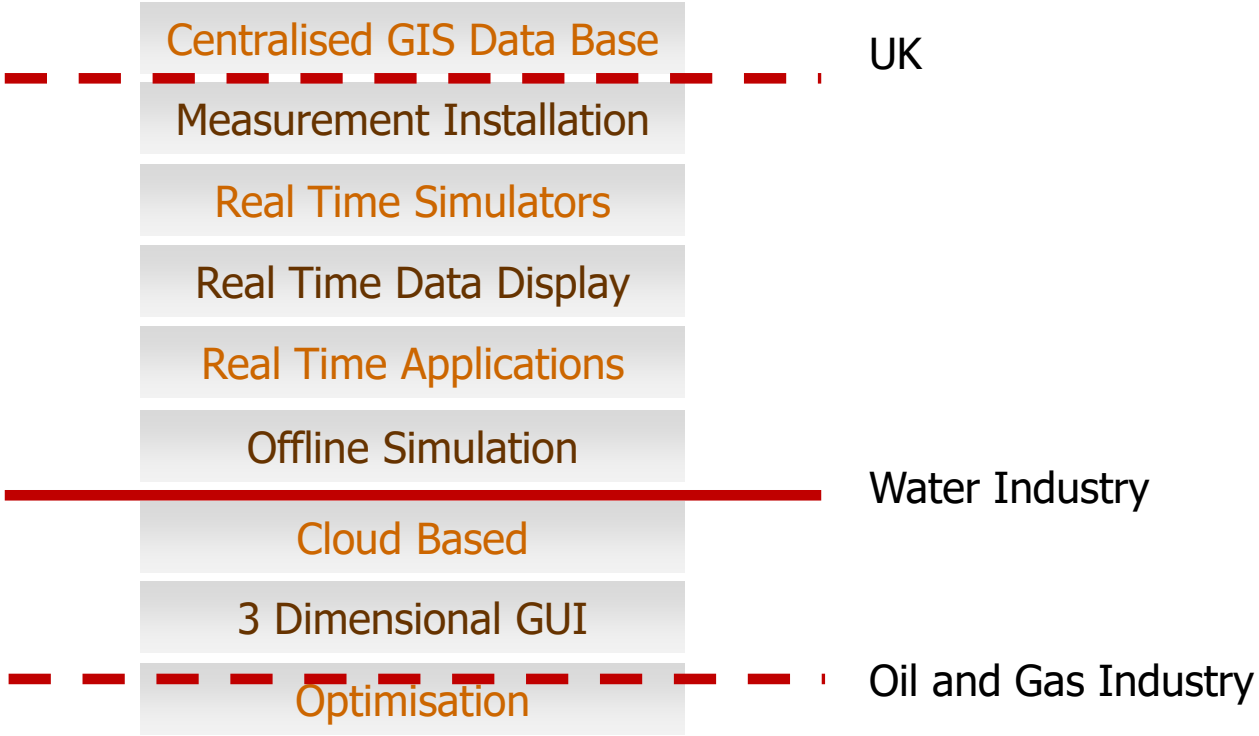 Centralised GIS Data Base
UK
Measurement Installation
Real Time Simulators
Real Time Data Display
Real Time Applications
Offline Simulation
Water Industry
Cloud Based
3 Dimensional GUI
Oil and Gas Industry
Optimisation